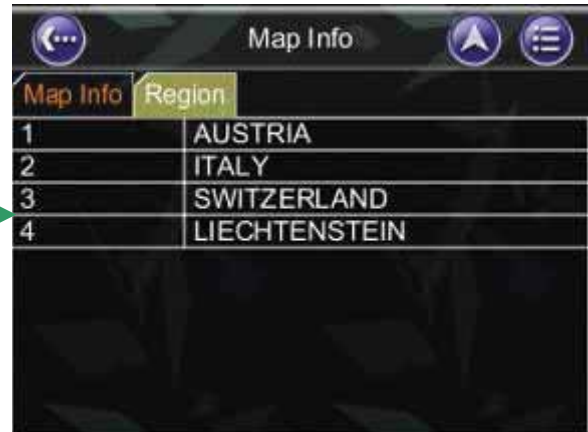 Map Info
Map Info Region
1 AUSTRIA
2 ITALY
3 SWITZERLAND
4 LIECHTENSTEIN